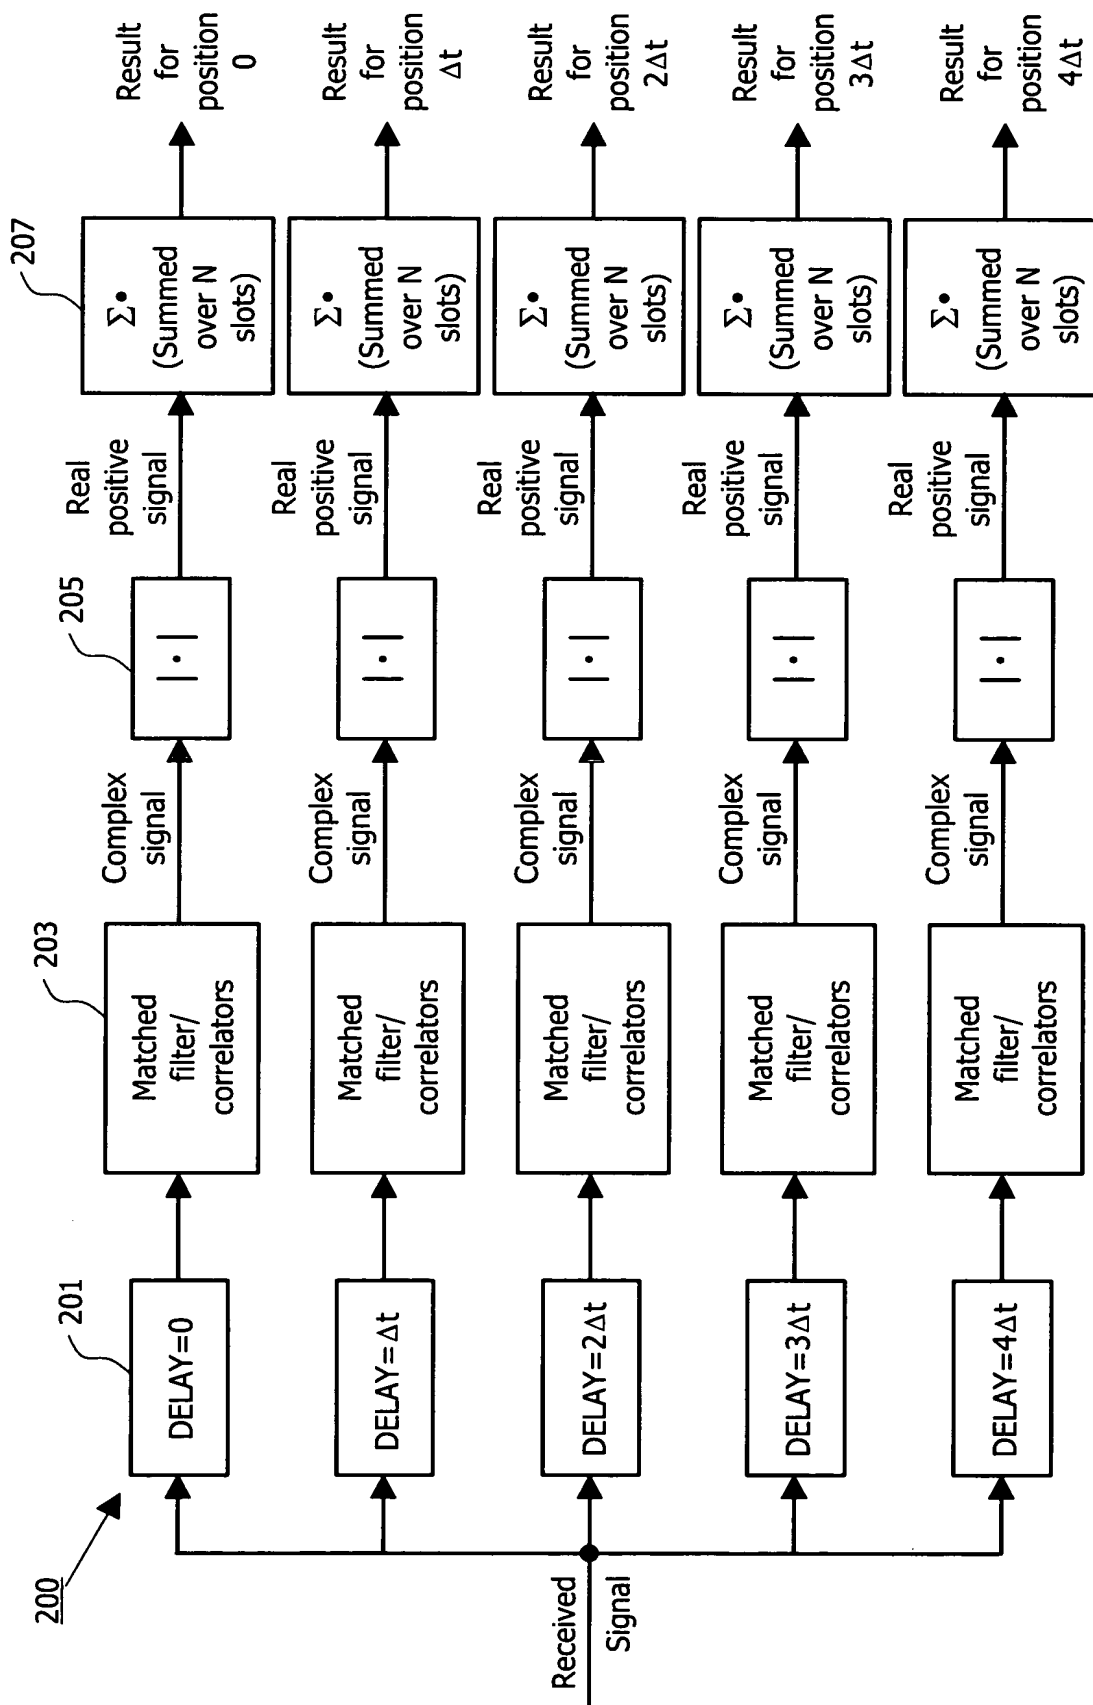 200
Received
Signal
201
DELAY=0
203
Matched
filter/
correlators
Complex
signal
205
|•|
Real
positive
signal
207
Σ•
(Summed
over N
slots)
Result
for
position
0
DELAY=Δt
Matched
filter/
correlators
Complex
signal
|•|
Real
positive
signal
Σ•
(Summed
over N
slots)
Result
for
position
Δt
DELAY=2Δt
Matched
filter/
correlators
Complex
signal
|•|
Real
positive
signal
Σ•
(Summed
over N
slots)
Result
for
position
2Δt
DELAY=3Δt
Matched
filter/
correlators
Complex
signal
|•|
Real
positive
signal
Σ•
(Summed
over N
slots)
Result
for
position
3Δt
DELAY=4Δt
Matched
filter/
correlators
Complex
signal
|•|
Real
positive
signal
Σ•
(Summed
over N
slots)
Result
for
position
4Δt